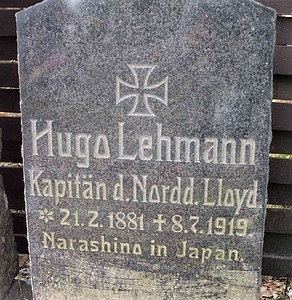 Hugo Lehmann
Kapitän d. Nordd. Lloyd.
* 21.2.1881 ✝ 8.7.1919
Narashino in Japan.